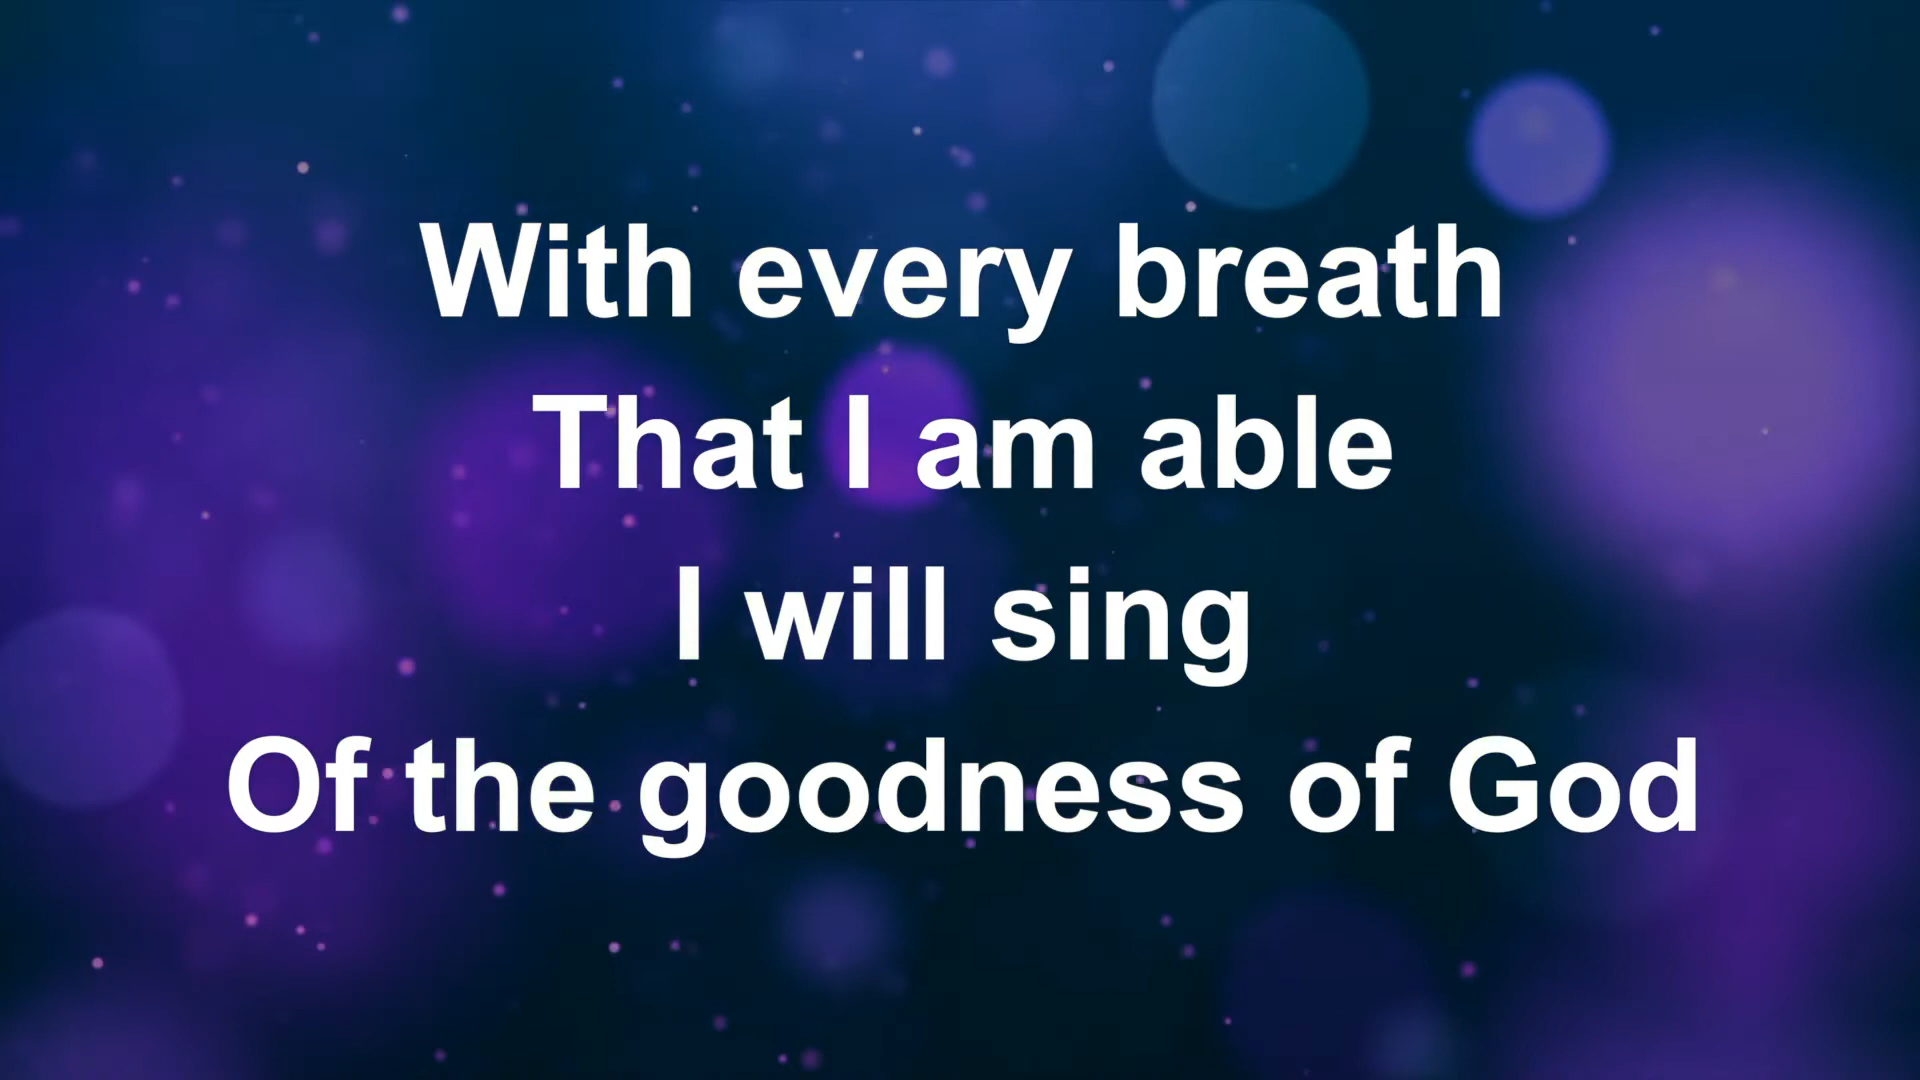 With every breath
That I am able
I will sing
Of the goodness of God